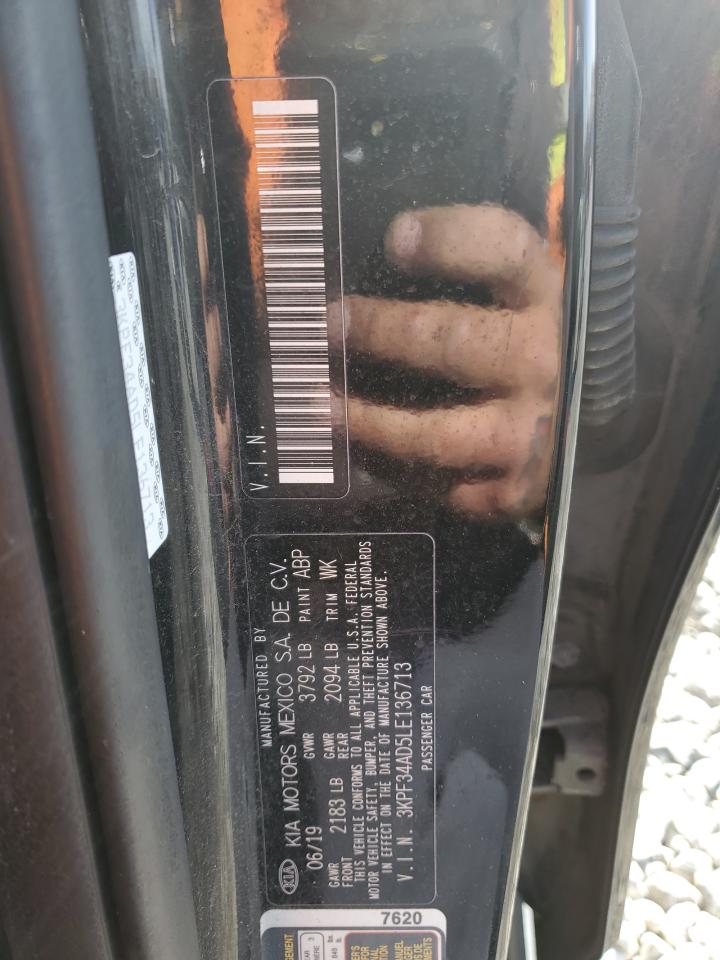 V.I.N.
MANUFACTURED BY
KIA KIA MOTORS MEXICO S.A. DE C.V.
06/19 GVWR 3792 LB PAINT ABP
GAWR FRONT 2183 LB GAWR REAR 2094 LB TRIM WK
THIS VEHICLE CONFORMS TO ALL APPLICABLE U.S.A. FEDERAL
MOTOR VEHICLE SAFETY, BUMPER, AND THEFT PREVENTION STANDARDS
IN EFFECT ON THE DATE OF MANUFACTURE SHOWN ABOVE.
V.I.N. 3KPF34AD5LE136713
PASSENGER CAR
7620